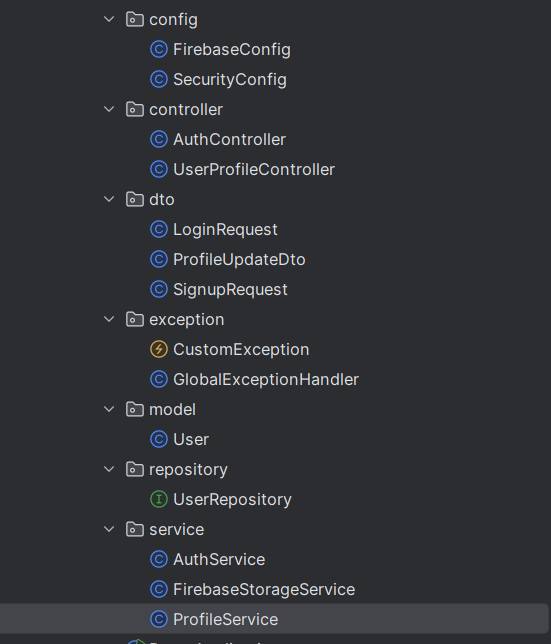 config
FirebaseConfig
SecurityConfig
controller
AuthController
UserProfileController
dto
LoginRequest
ProfileUpdateDto
SignupRequest
exception
CustomException
GlobalExceptionHandler
model
User
repository
UserRepository
service
AuthService
FirebaseStorageService
ProfileService